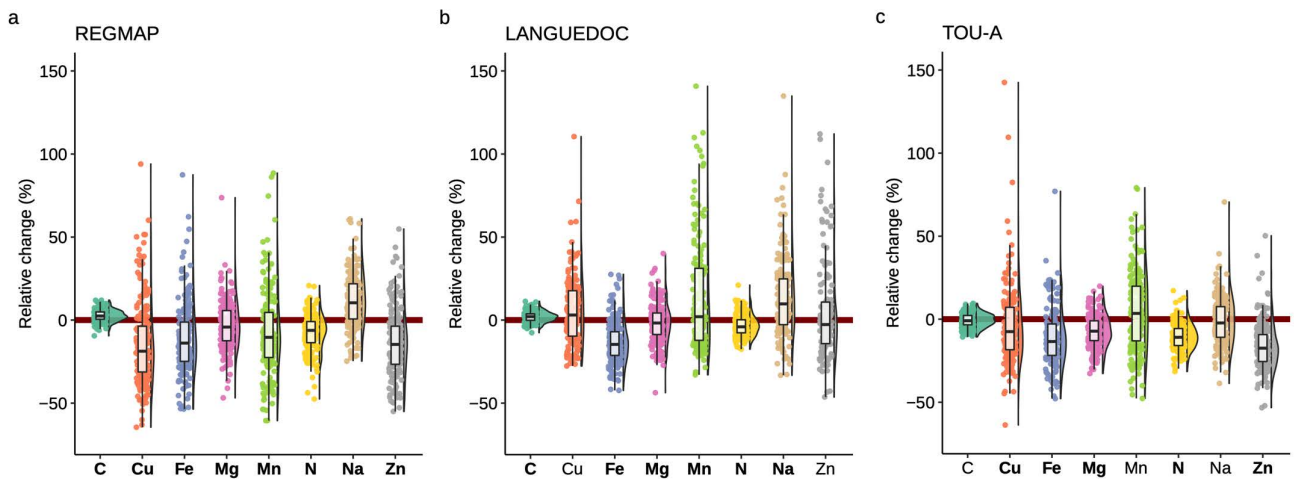 a
REGMAP
Relative change (%)
150
100
50
0
−50
C Cu Fe Mg Mn N Na Zn
b
LANGUEDOC
Relative change (%)
150
100
50
0
−50
C Cu Fe Mg Mn N Na Zn
c
TOU-A
Relative change (%)
150
100
50
0
−50
C Cu Fe Mg Mn N Na Zn